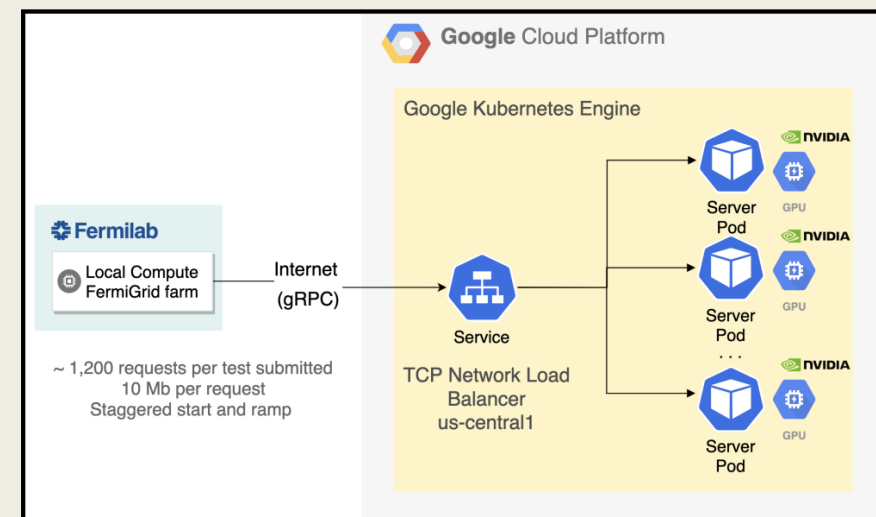 Google Cloud Platform
Google Kubernetes Engine
Fermilab
Local Compute
FermiGrid farm
Internet
(gRPC)
~ 1,200 requests per test submitted
10 Mb per request
Staggered start and ramp
Service
TCP Network Load
Balancer
us-central1
NVIDIA
Server
Pod
GPU
NVIDIA
Server
Pod
GPU
. . .
NVIDIA
Server
Pod
GPU